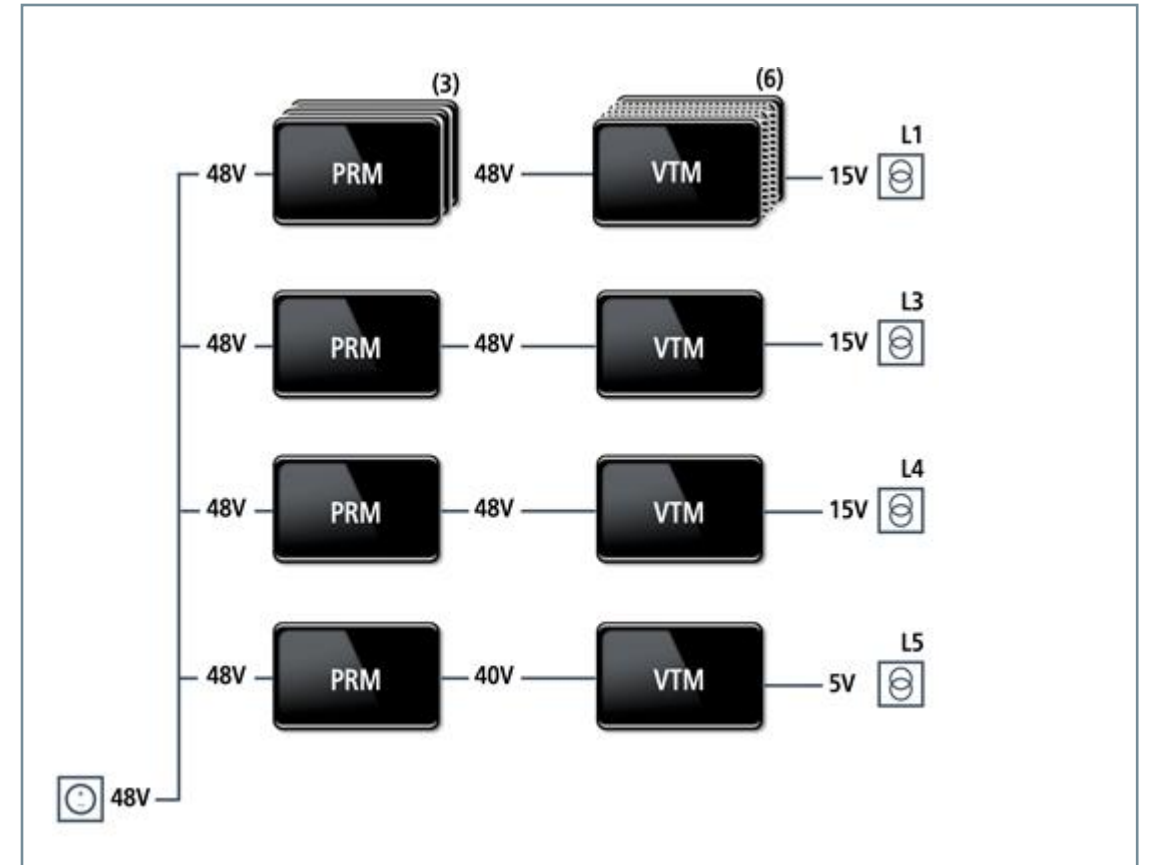 (3) (6)
L1
48V PRM 48V VTM 15V
L3
48V PRM 48V VTM 15V
L4
48V PRM 48V VTM 15V
L5
48V PRM 40V VTM 5V
48V